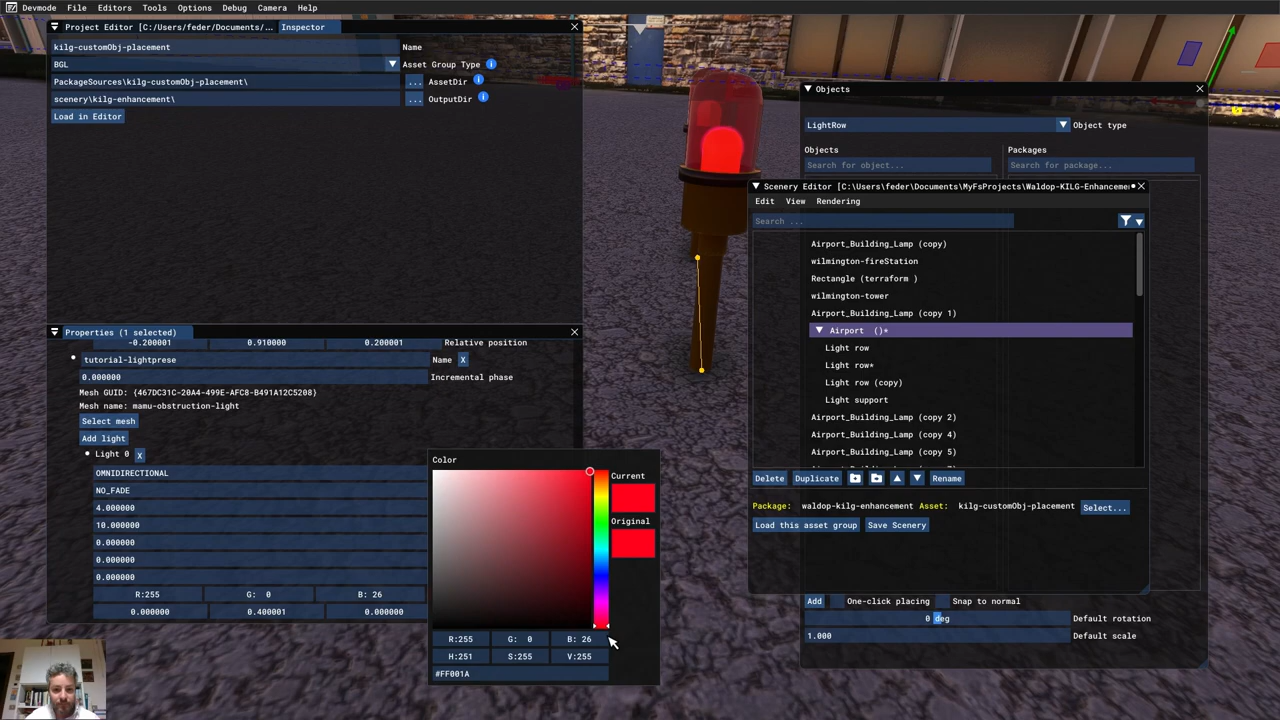 Devmode File Editors Tools Options Debug Camera Help
Project Editor [C:/Users/feder/Documents/... Inspector
kilg-customObj-placement Name
BGL Asset Group Type
PackageSources\kilg-customObj-placement\ ... AssetDir
scenery\kilg-enhancement\ ... OutputDir
Load in Editor
Objects
LightRow Object type
Objects Packages
Search for object... Search for package...
Scenery Editor [C:\Users\feder\Documents\MyFsProjects\Waldop-KILG-Enhancemen
Edit View Rendering
Search ...
Airport_Building_Lamp (copy)
wilmington-fireStation
Rectangle (terraform )
wilmington-tower
Airport_Building_Lamp (copy 1)
Airport ()*
Light row
Light row*
Light row (copy)
Light support
Airport_Building_Lamp (copy 2)
Airport_Building_Lamp (copy 4)
Airport_Building_Lamp (copy 5)
Delete Duplicate Rename
Package: waldop-kilg-enhancement Asset: kilg-customObj-placement Select...
Load this asset group Save Scenery
Add One-click placing Snap to normal
0 deg Default rotation
1.000 Default scale
Properties (1 selected)
-0.200001 0.910000 0.200001 Relative position
tutorial-lightprese Name X
0.000000 Incremental phase
Mesh GUID: {467DC31C-20A4-499E-AFC8-B491A12C5208}
Mesh name: mamu-obstruction-light
Select mesh
Add light
Light 0 X
OMNIDIRECTIONAL
NO_FADE
4.000000
10.000000
0.000000
0.000000
0.000000
R:255 G: 0 B: 26
0.000000 0.400001 0.000000
Color
Current
Original
R:255 G: 0 B: 26
H:251 S:255 V:255
#FF001A